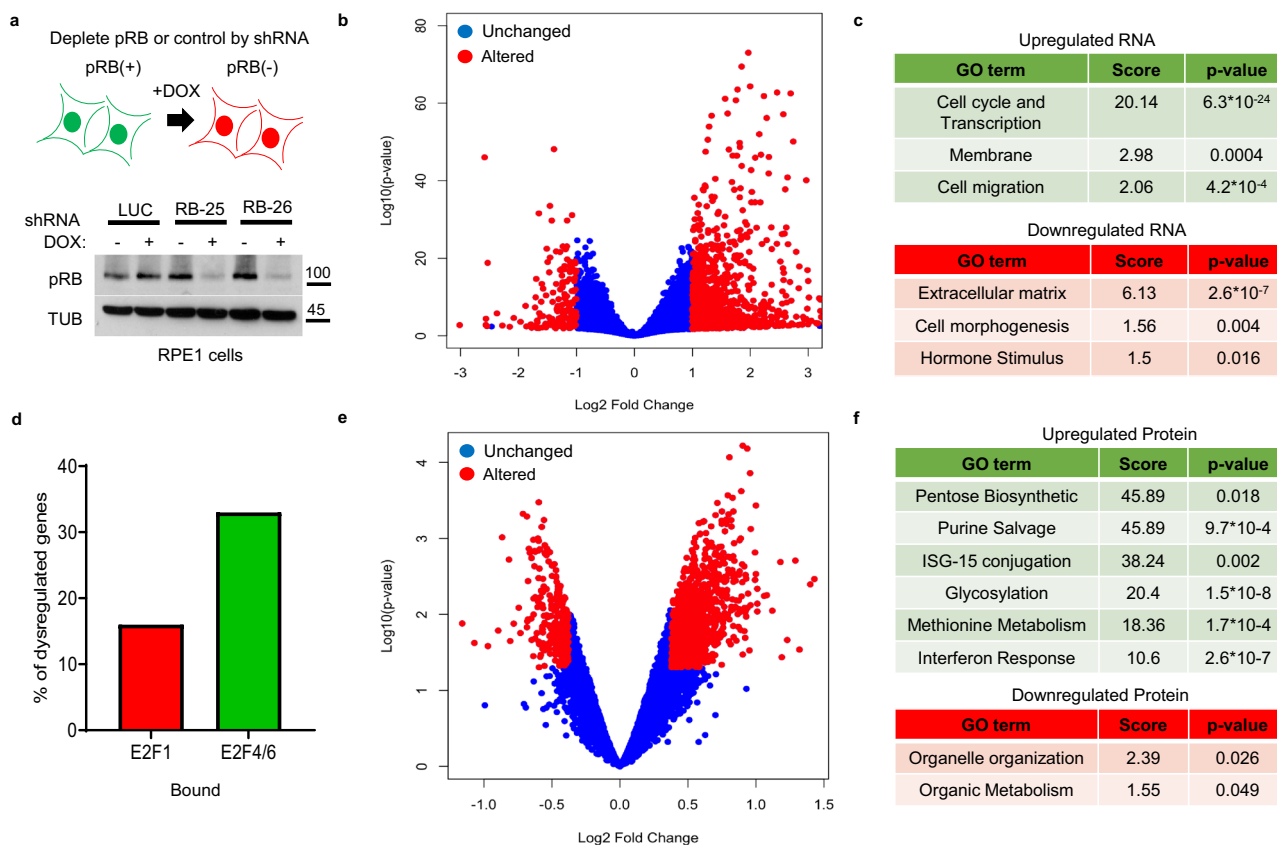 a
Deplete pRB or control by shRNA
pRB(+)
pRB(-)
+DOX
shRNA
LUC
RB-25
RB-26
DOX:
- + - + - +
pRB
100
TUB
45
RPE1 cells
b
Unchanged
Altered
Log10(p-value)
80
60
40
20
0
-3 -2 -1 0 1 2 3
Log2 Fold Change
c
Upregulated RNA
GO term Score p-value
Cell cycle and 20.14 6.3*10-24
Transcription
Membrane 2.98 0.0004
Cell migration 2.06 4.2*10-4
Downregulated RNA
GO term Score p-value
Extracellular matrix 6.13 2.6*10-7
Cell morphogenesis 1.56 0.004
Hormone Stimulus 1.5 0.016
d
% of dysregulated genes
40
30
20
10
0
E2F1 E2F4/6
Bound
e
Unchanged
Altered
Log10(p-value)
4
3
2
1
0
-1.0 -0.5 0.0 0.5 1.0 1.5
Log2 Fold Change
f
Upregulated Protein
GO term Score p-value
Pentose Biosynthetic 45.89 0.018
Purine Salvage 45.89 9.7*10-4
ISG-15 conjugation 38.24 0.002
Glycosylation 20.4 1.5*10-8
Methionine Metabolism 18.36 1.7*10-4
Interferon Response 10.6 2.6*10-7
Downregulated Protein
GO term Score p-value
Organelle organization 2.39 0.026
Organic Metabolism 1.55 0.049